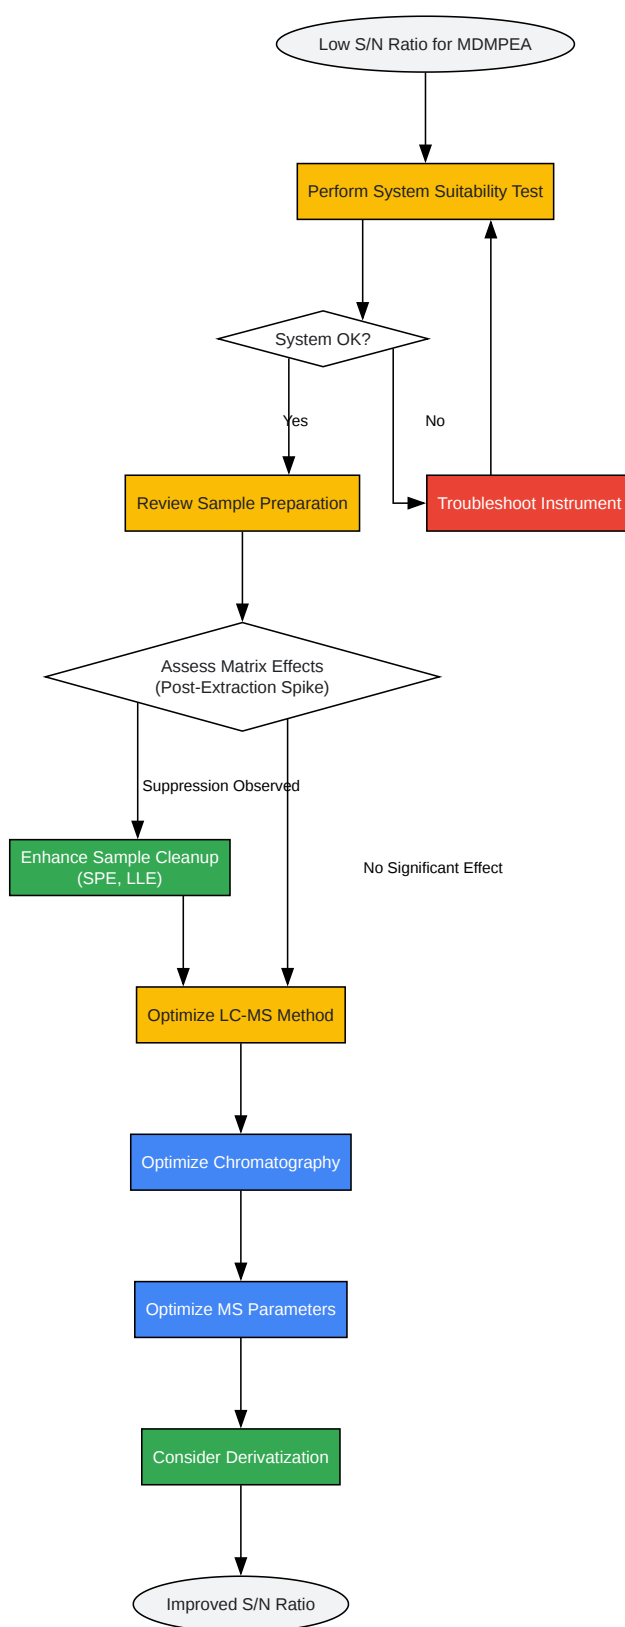 Low S/N Ratio for MDMPEA
Perform System Suitability Test
System OK?
Yes
No
Review Sample Preparation
Troubleshoot Instrument
Assess Matrix Effects
(Post-Extraction Spike)
Suppression Observed
Enhance Sample Cleanup
(SPE, LLE)
No Significant Effect
Optimize LC-MS Method
Optimize Chromatography
Optimize MS Parameters
Consider Derivatization
Improved S/N Ratio